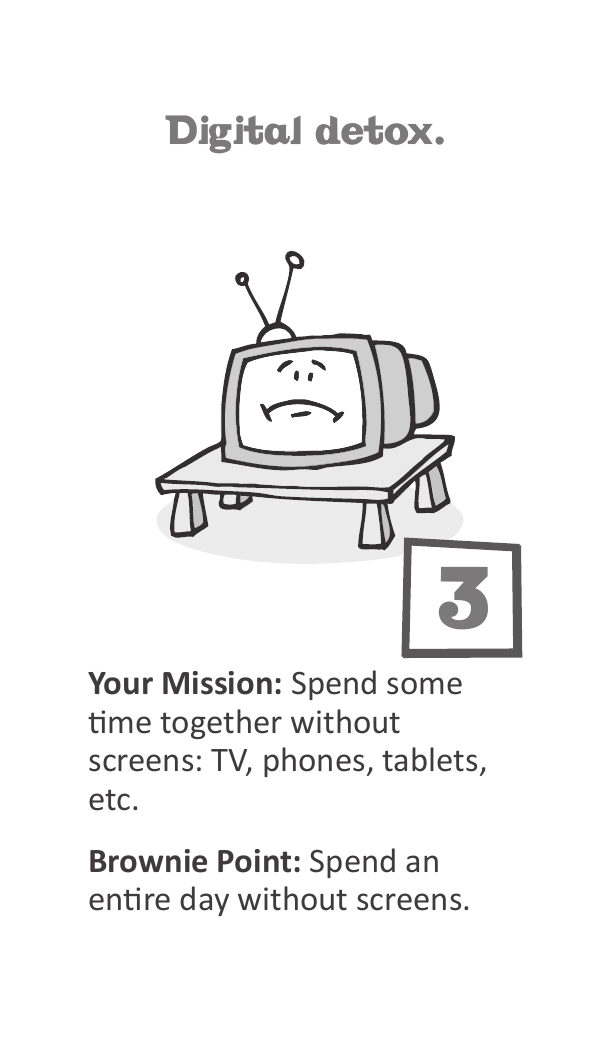 Digital detox.
3
Your Mission: Spend some
time together without
screens: TV, phones, tablets,
etc.
Brownie Point: Spend an
entire day without screens.